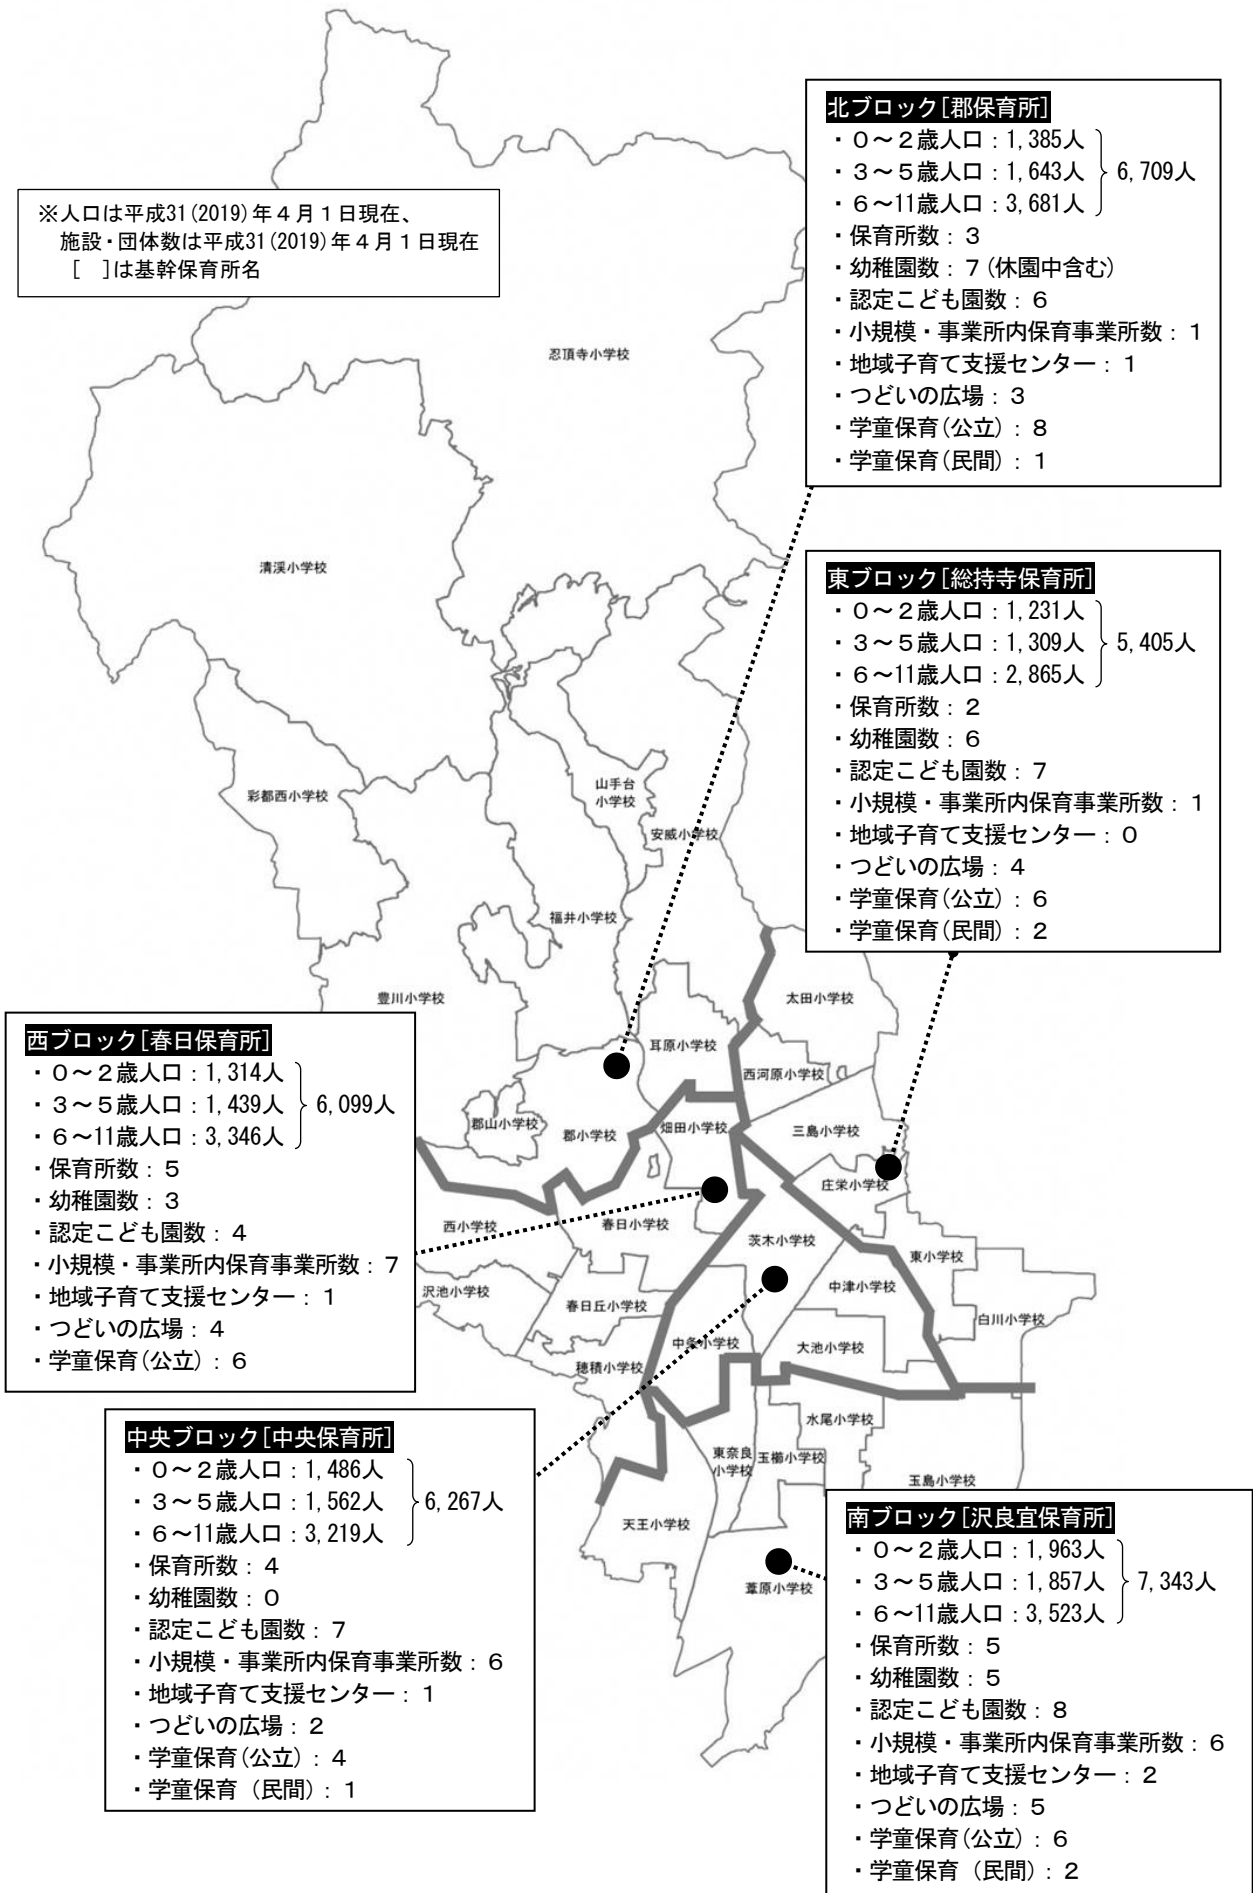 北ブロック[郡保育所]
・０～２歳人口：1,385人
・３～５歳人口：1,643人
・６～11歳人口：3,681人
6,709人
・保育所数：３
・幼稚園数：７(休園中含む)
・認定こども園数：６
・小規模・事業所内保育事業所数：１
・地域子育て支援センター：１
・つどいの広場：３
・学童保育(公立)：８
・学童保育(民間)：１
※人口は平成31(2019)年４月１日現在、
施設・団体数は平成31(2019)年４月１日現在
[　]は基幹保育所名
忍頂寺小学校
清溪小学校
東ブロック[総持寺保育所]
・０～２歳人口：1,231人
・３～５歳人口：1,309人
・６～11歳人口：2,865人
5,405人
・保育所数：２
・幼稚園数：６
・認定こども園数：７
・小規模・事業所内保育事業所数：１
・地域子育て支援センター：０
・つどいの広場：４
・学童保育(公立)：６
・学童保育(民間)：２
彩都西小学校
山手台
小学校
安威小学校
福井小学校
豊川小学校
太田小学校
耳原小学校
西河原小学校
郡山小学校
郡小学校
畑田小学校
三島小学校
庄栄小学校
西小学校
春日小学校
茨木小学校
東小学校
沢池小学校
春日丘小学校
中津小学校
白川小学校
穂積小学校
中条小学校
大池小学校
水尾小学校
東奈良
小学校
玉櫛小学校
玉島小学校
天王小学校
葦原小学校
西ブロック[春日保育所]
・０～２歳人口：1,314人
・３～５歳人口：1,439人
・６～11歳人口：3,346人
6,099人
・保育所数：５
・幼稚園数：３
・認定こども園数：４
・小規模・事業所内保育事業所数：７
・地域子育て支援センター：１
・つどいの広場：４
・学童保育(公立)：６
中央ブロック[中央保育所]
・０～２歳人口：1,486人
・３～５歳人口：1,562人
・６～11歳人口：3,219人
6,267人
・保育所数：４
・幼稚園数：０
・認定こども園数：７
・小規模・事業所内保育事業所数：６
・地域子育て支援センター：１
・つどいの広場：２
・学童保育(公立)：４
・学童保育（民間)：１
南ブロック[沢良宜保育所]
・０～２歳人口：1,963人
・３～５歳人口：1,857人
・６～11歳人口：3,523人
7,343人
・保育所数：５
・幼稚園数：５
・認定こども園数：８
・小規模・事業所内保育事業所数：６
・地域子育て支援センター：２
・つどいの広場：５
・学童保育(公立)：６
・学童保育（民間)：２